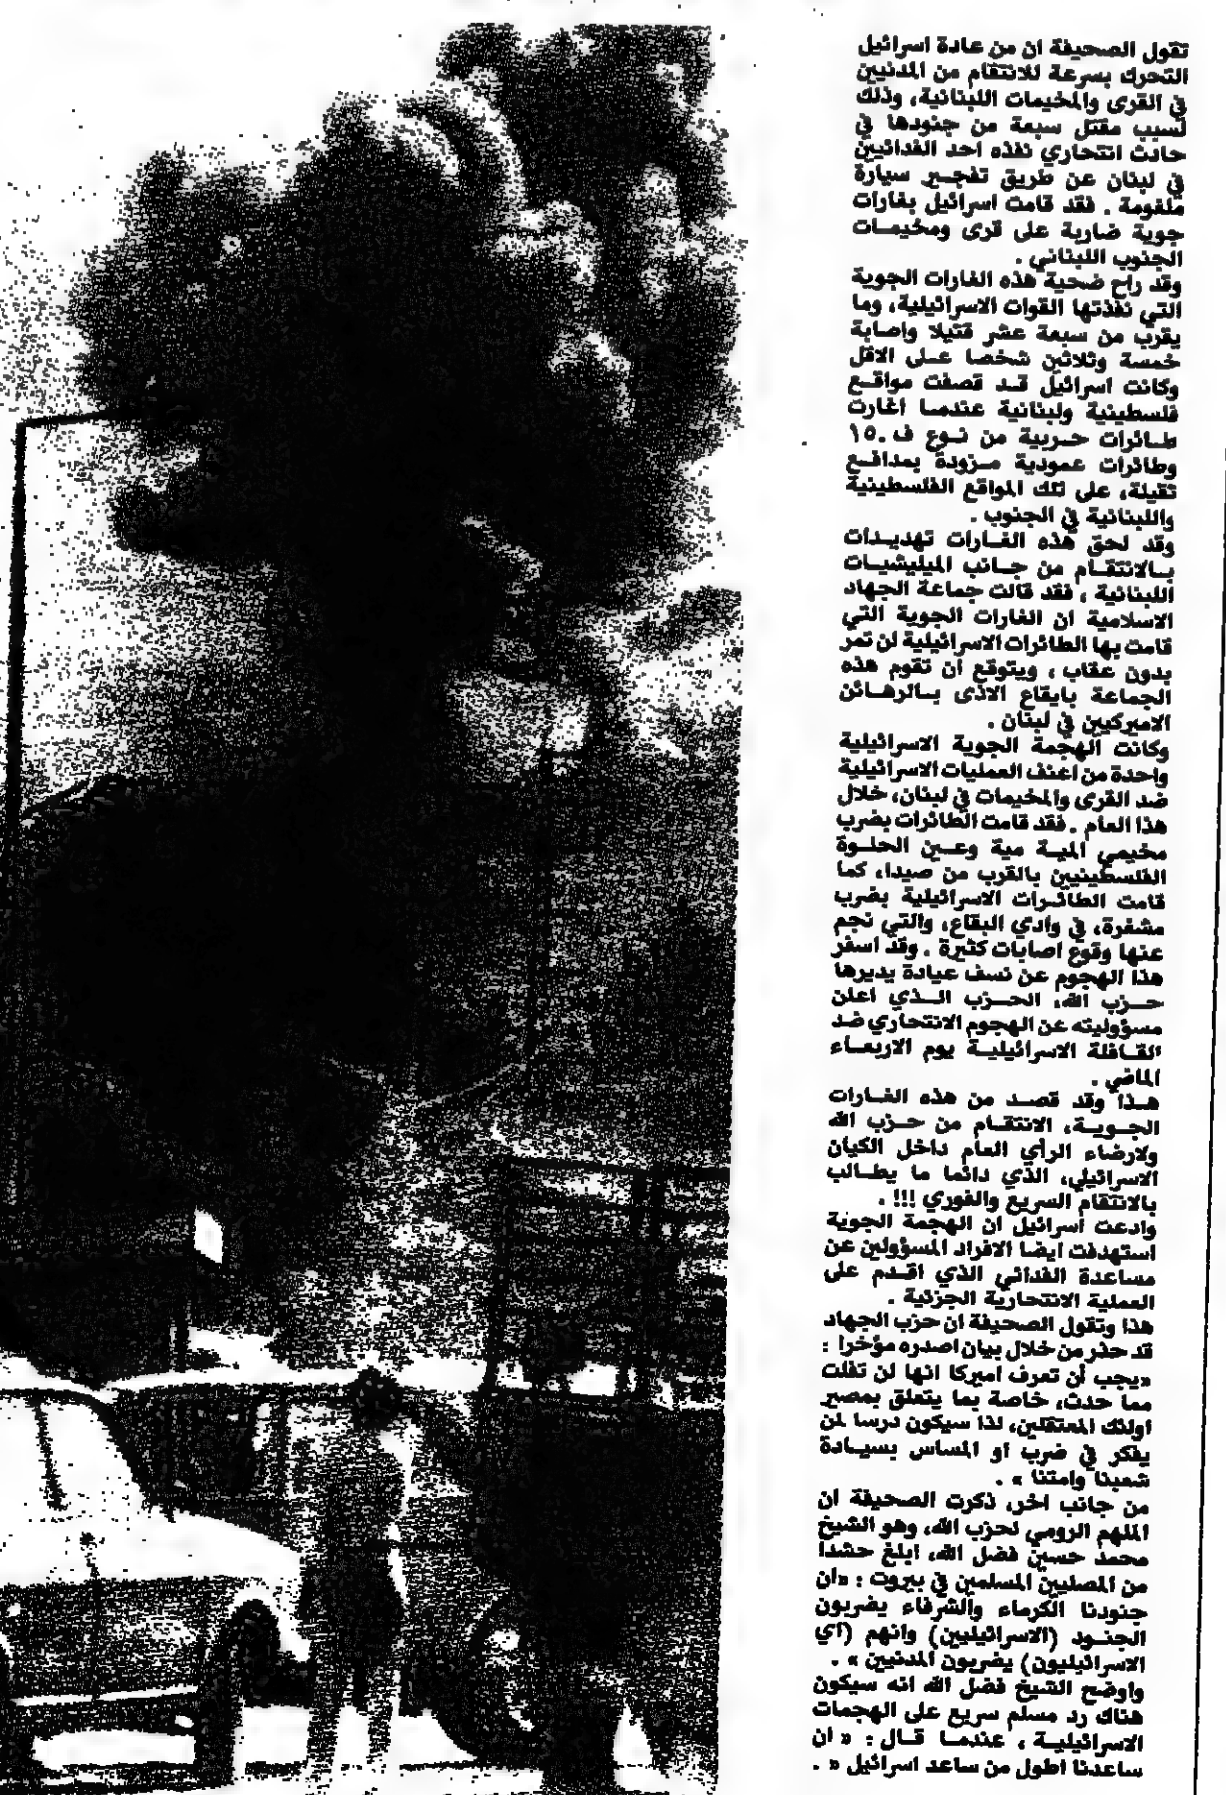 تقول الصحيفة ان من عادة اسرائيل
التحرك بسرعة للانتقام من المدنيين
في القرى والمخيمات اللبنانية، وذلك
لسبب مقتل سبعة من جنودها في
حادث انتحاري نفذه احد الفدائيين
في لبنان عن طريق تفجير سيارة
ملغومة . فقد قامت اسرائيل بغارات
جوية ضاربة على قرى ومخيمات
الجنوب اللبناني .
وقد راح ضحية هذه الغارات الجوية
التي نفذتها القوات الاسرائيلية، وما
يقرب من سبعة عشر قتيلا واصابة
خمسة وثلاثين شخصا على الاقل
وكانت اسرائيل قد قصفت مواقع
فلسطينية ولبنانية عندما اغارت
طائرات حربية من نوع ف .١٥
وطائرات عمودية مزودة بمدافع
ثقيلة، على تلك المواقع الفلسطينية
واللبنانية في الجنوب .
وقد لحق هذه الغارات تهديدات
بالانتقام من جانب الميليشيات
اللبنانية ، فقد قالت جماعة الجهاد
الاسلامية ان الغارات الجوية التي
قامت بها الطائرات الاسرائيلية لن تمر
بدون عقاب ، ويتوقع ان تقوم هذه
الجماعة بايقاع الاذى بالرهائن
الاميركيين في لبنان .
وكانت الهجمة الجوية الاسرائيلية
واحدة من اعنف العمليات الاسرائيلية
ضد القرى والمخيمات في لبنان، خلال
هذا العام . فقد قامت الطائرات بضرب
مخيمي المية مية وعين الحلوة
الفلسطينيين بالقرب من صيدا، كما
قامت الطائرات الاسرائيلية بضرب
مشغرة، في وادي البقاع، والتي نجم
عنها وقوع اصابات كثيرة . وقد اسفر
هذا الهجوم عن نسف عيادة يديرها
حزب الله، الحزب الذي اعلن
مسؤوليته عن الهجوم الانتحاري ضد
القافلة الاسرائيلية يوم الاربعاء
الماضي .
هذا وقد قصد من هذه الغارات
الجوية، الانتقام من حزب الله
ولارضاء الرأي العام داخل الكيان
الاسرائيلي، الذي دائما ما يطالب
بالانتقام السريع والفوري !!! .
وادعت اسرائيل ان الهجمة الجوية
استهدفت ايضا الافراد المسؤولين عن
مساعدة الفدائي الذي اقدم على
العملية الانتحارية الجزئية .
هذا وتقول الصحيفة ان حزب الجهاد
قد حذر من خلال بيان اصدره مؤخرا :
«يجب أن تعرف اميركا انها لن تفلت
مما حدث، خاصة بما يتعلق بمصير
اولئك المعتقلين، لذا سيكون درسا لمن
يفكر في ضرب او المساس بسيادة
شعبنا وامتنا » .
من جانب اخر، ذكرت الصحيفة ان
الملهم الرومي لحزب الله، وهو الشيخ
محمد حسين فضل الله، ابلغ حشدا
من المصليين المسلمين في بيروت : «ان
جنودنا الكرماء والشرفاء يضربون
الجنود (الاسرائيليين) وانهم (اي
الاسرائيليون) يضربون المدنيين » .
واوضح الشيخ فضل الله انه سيكون
هناك رد مسلم سريع على الهجمات
الاسرائيلية ، عندما قال : « ان
ساعدنا اطول من ساعد اسرائيل « .